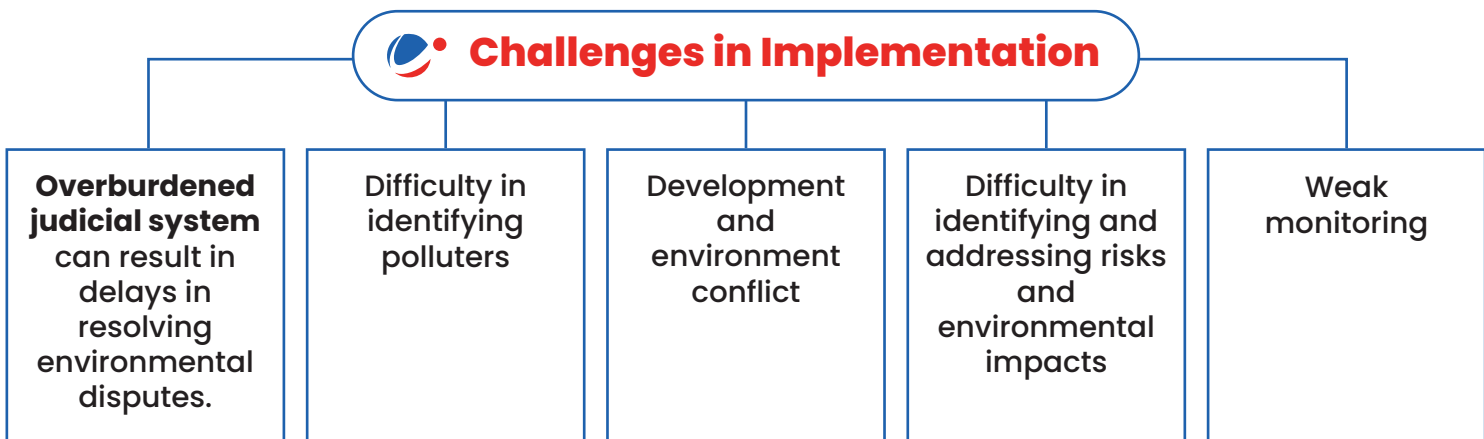 Challenges in Implementation
Overburdened
judicial system
can result in
delays in
resolving
environmental
disputes.
Difficulty in
identifying
polluters
Development
and
environment
conflict
Difficulty in
identifying and
addressing risks
and
environmental
impacts
Weak
monitoring